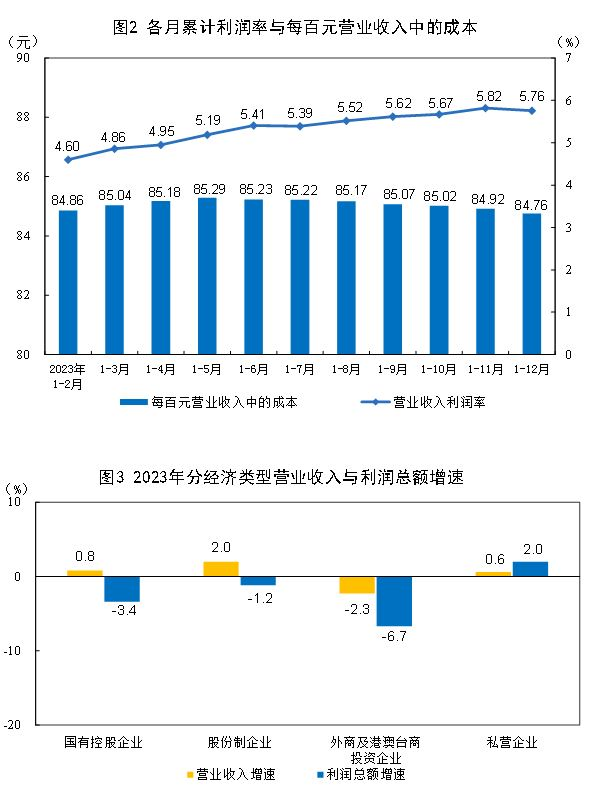 图2 各月累计利润率与每百元营业收入中的成本
（元）
（%）
90
88
86
84
82
80
7
6
5
4
3
2
1
0
4.60 4.86 4.95 5.19 5.41 5.39 5.52 5.62 5.67 5.82 5.76
84.86 85.04 85.18 85.29 85.23 85.22 85.17 85.07 85.02 84.92 84.76
2023年 1-3月 1-4月 1-5月 1-6月 1-7月 1-8月 1-9月 1-10月 1-11月 1-12月
1-2月
每百元营业收入中的成本 营业收入利润率
图3 2023年分经济类型营业收入与利润总额增速
（%）
10
0
-10
-20
0.8 2.0 0.6 2.0
-3.4 -1.2 -2.3 -6.7
国有控股企业 股份制企业 外商及港澳台商 私营企业
投资企业
营业收入增速 利润总额增速